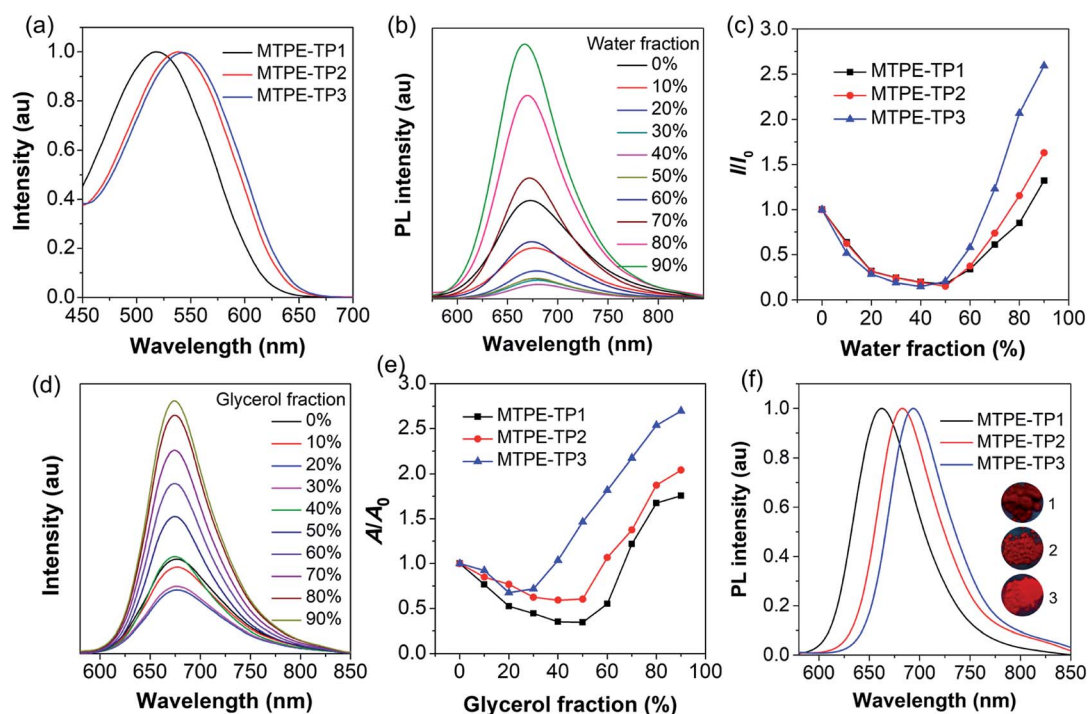 (a)
MTPE-TP1
MTPE-TP2
MTPE-TP3
1.0
0.8
0.6
0.4
0.2
0.0
Intensity (au)
450 500 550 600 650 700
Wavelength (nm)
(b)
Water fraction
0%
10%
20%
30%
40%
50%
60%
70%
80%
90%
PL intensity (au)
600 650 700 750 800
Wavelength (nm)
(c)
MTPE-TP1
MTPE-TP2
MTPE-TP3
3.0
2.5
2.0
1.5
1.0
0.5
0.0
I/I₀
0 20 40 60 80 100
Water fraction (%)
(d)
Glycerol fraction
0%
10%
20%
30%
40%
50%
60%
70%
80%
90%
Intensity (au)
600 650 700 750 800 850
Wavelength (nm)
(e)
MTPE-TP1
MTPE-TP2
MTPE-TP3
3.0
2.5
2.0
1.5
1.0
0.5
0.0
A/A₀
0 20 40 60 80 100
Glycerol fraction (%)
(f)
MTPE-TP1
MTPE-TP2
MTPE-TP3
1
2
3
1.0
0.8
0.6
0.4
0.2
0.0
PL intensity (au)
600 650 700 750 800 850
Wavelength (nm)